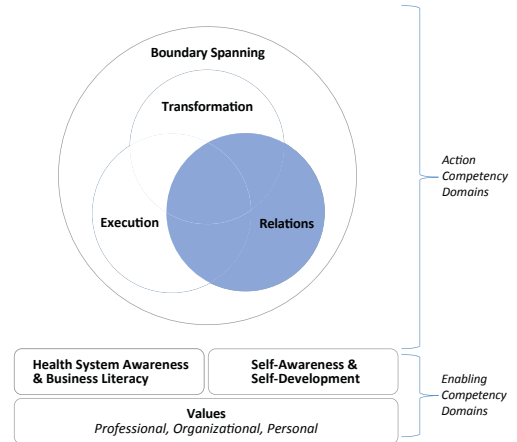 Boundary Spanning
Transformation
Execution
Relations
Action
Competency
Domains
Health System Awareness
& Business Literacy
Self-Awareness &
Self-Development
Values
Professional, Organizational, Personal
Enabling
Competency
Domains